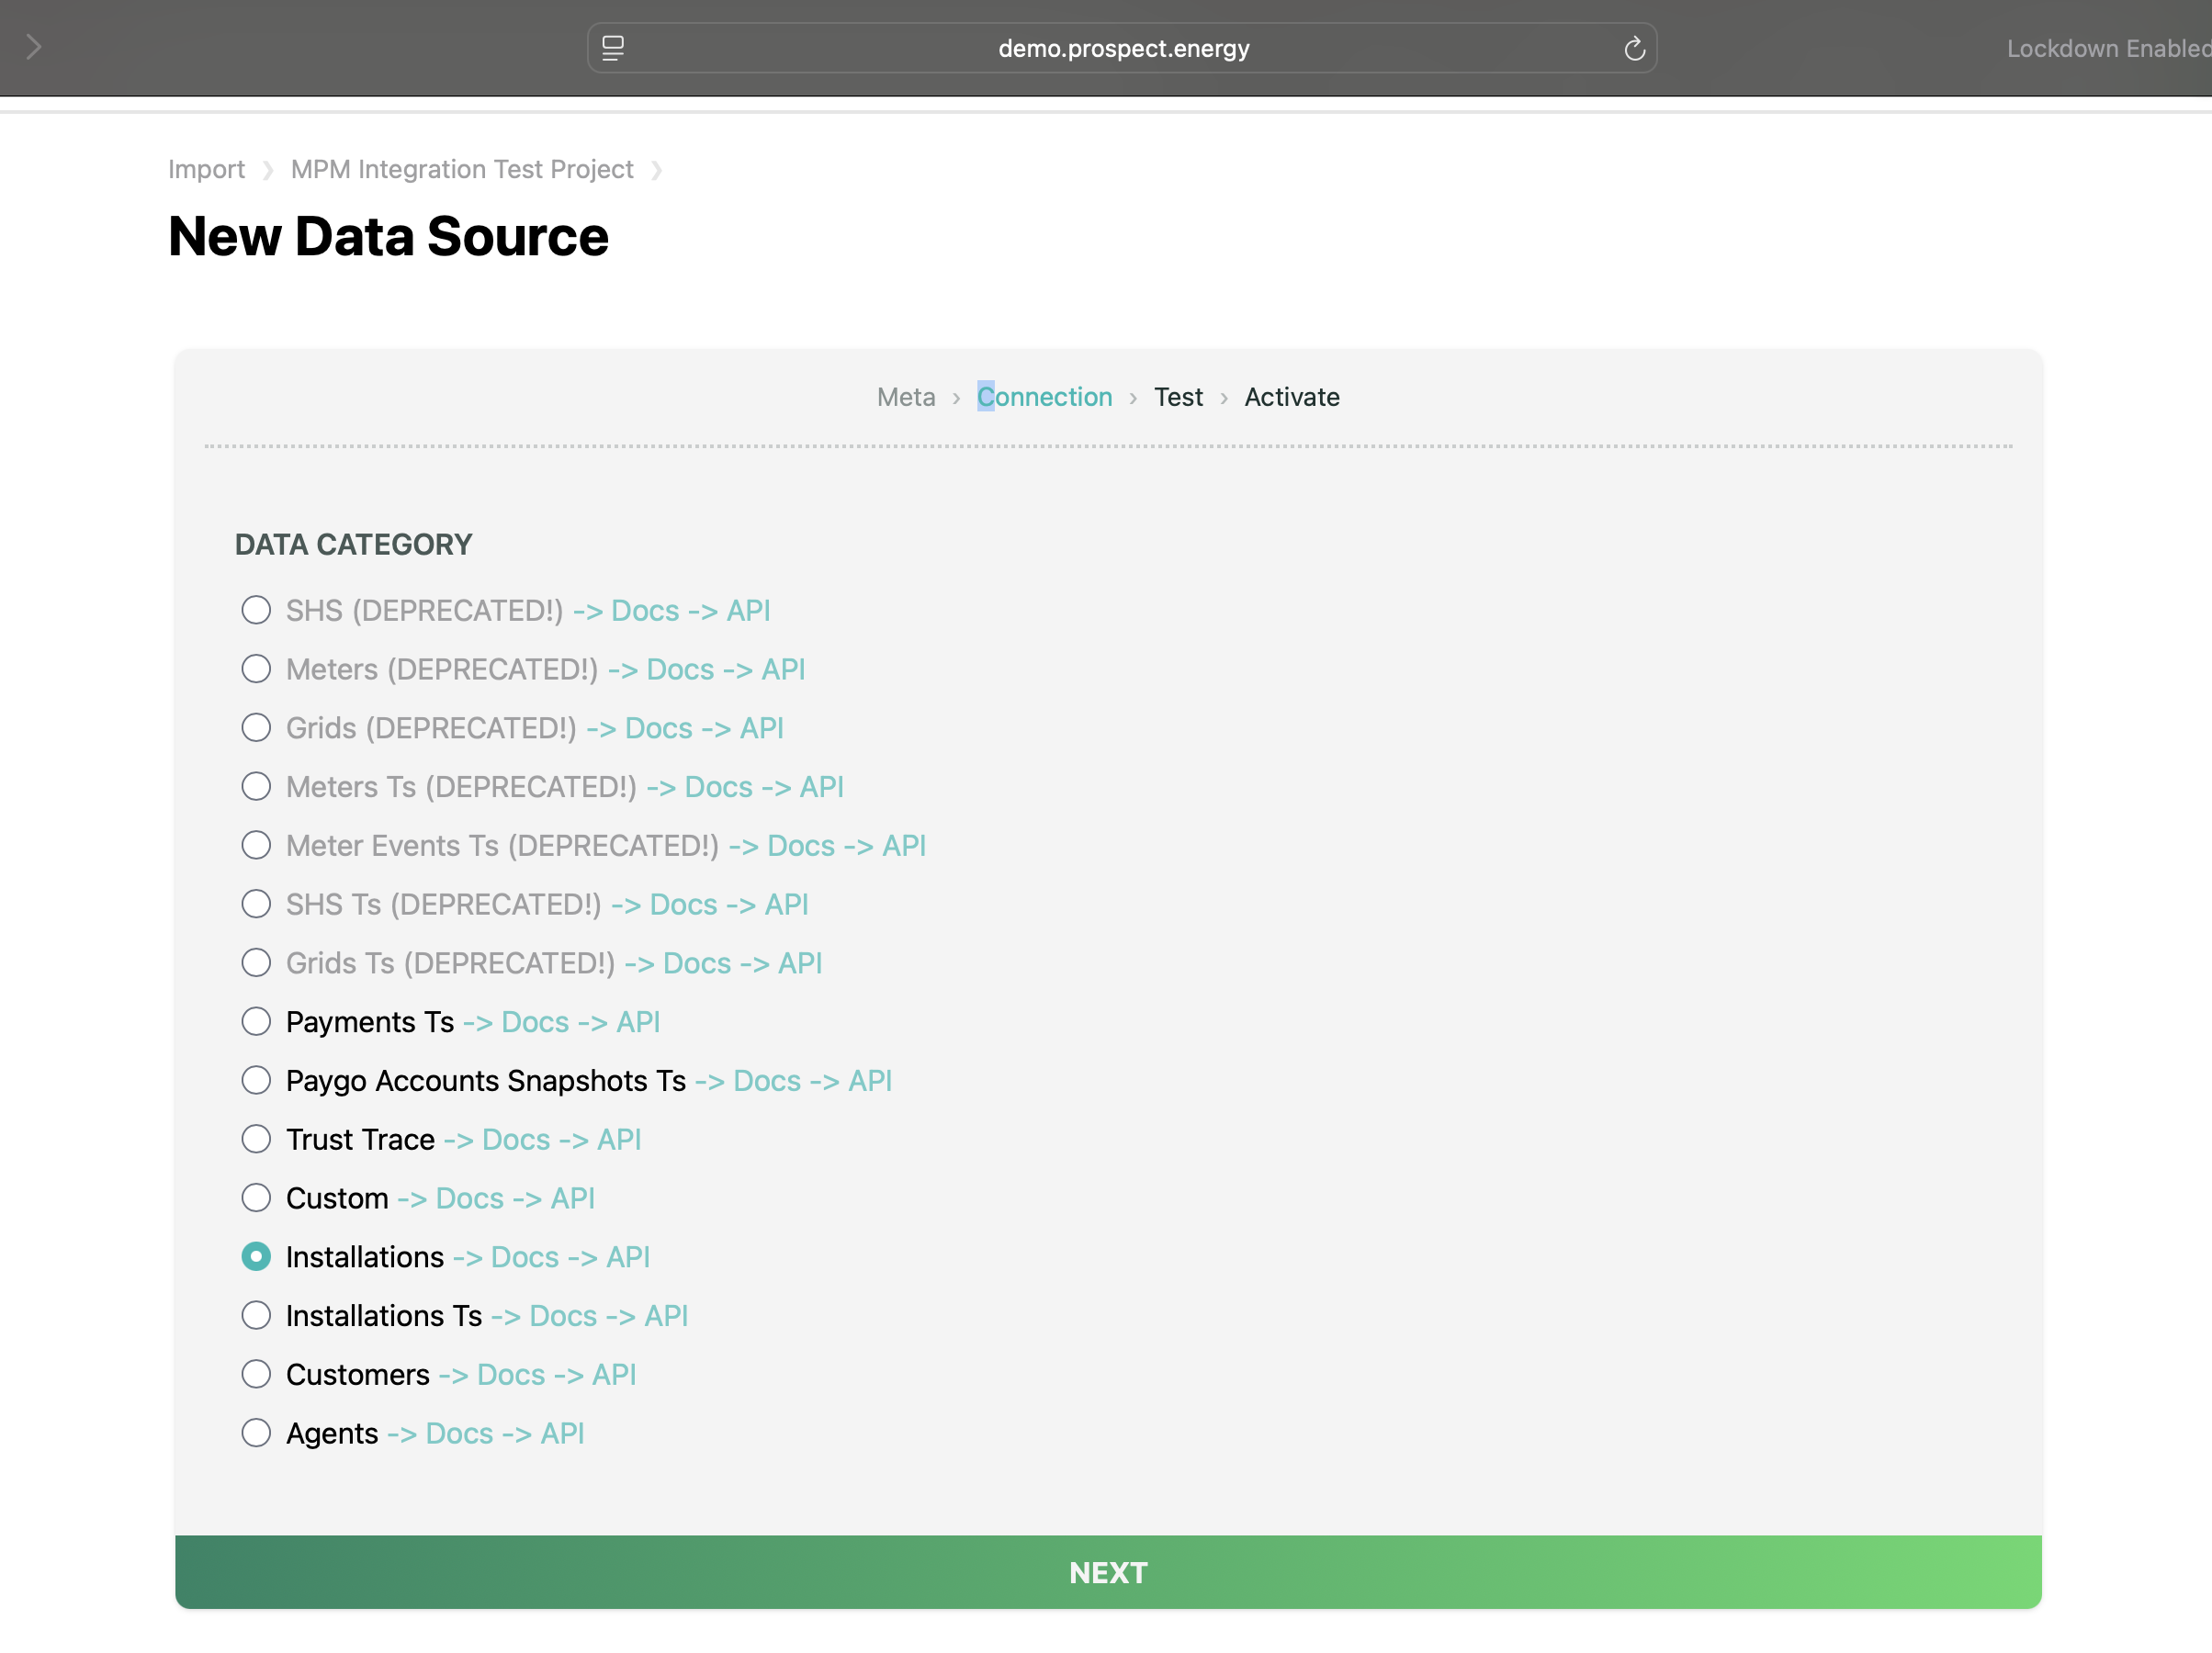 demo.prospect.energy
Lockdown Enabled
Import › MPM Integration Test Project ›
New Data Source
Meta › Connection › Test › Activate
DATA CATEGORY
SHS (DEPRECATED!) -> Docs -> API
Meters (DEPRECATED!) -> Docs -> API
Grids (DEPRECATED!) -> Docs -> API
Meters Ts (DEPRECATED!) -> Docs -> API
Meter Events Ts (DEPRECATED!) -> Docs -> API
SHS Ts (DEPRECATED!) -> Docs -> API
Grids Ts (DEPRECATED!) -> Docs -> API
Payments Ts -> Docs -> API
Paygo Accounts Snapshots Ts -> Docs -> API
Trust Trace -> Docs -> API
Custom -> Docs -> API
Installations -> Docs -> API
Installations Ts -> Docs -> API
Customers -> Docs -> API
Agents -> Docs -> API
NEXT